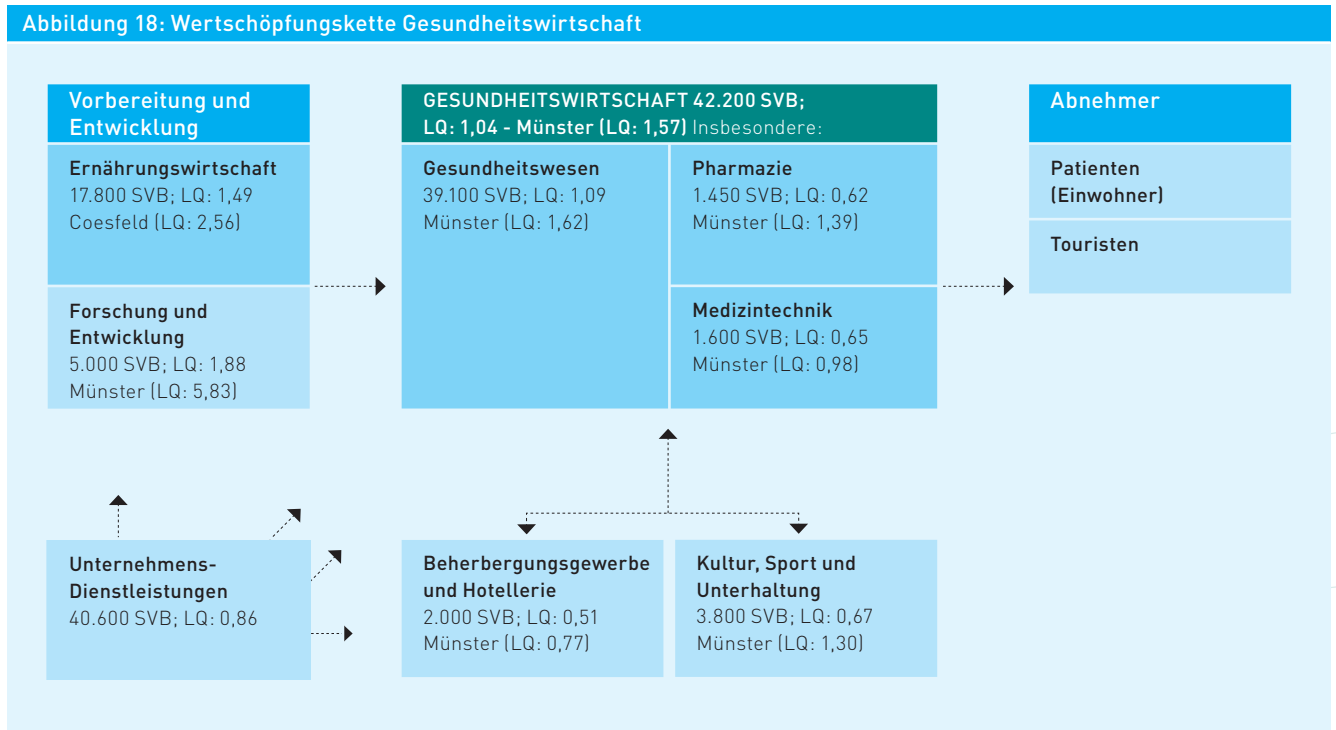 Abbildung 18: Wertschöpfungskette Gesundheitswirtschaft
Vorbereitung und
Entwicklung
Ernährungswirtschaft
17.800 SVB; LQ: 1,49
Coesfeld (LQ: 2,56)
Forschung und
Entwicklung
5.000 SVB; LQ: 1,88
Münster (LQ: 5,83)
GESUNDHEITSWIRTSCHAFT 42.200 SVB;
LQ: 1,04 - Münster (LQ: 1,57) Insbesondere:
Gesundheitswesen
39.100 SVB; LQ: 1,09
Münster (LQ: 1,62)
Pharmazie
1.450 SVB; LQ: 0,62
Münster (LQ: 1,39)
Medizintechnik
1.600 SVB; LQ: 0,65
Münster (LQ: 0,98)
Abnehmer
Patienten
(Einwohner)
Touristen
Unternehmens-
Dienstleistungen
40.600 SVB; LQ: 0,86
Beherbergungsgewerbe
und Hotellerie
2.000 SVB; LQ: 0,51
Münster (LQ: 0,77)
Kultur, Sport und
Unterhaltung
3.800 SVB; LQ: 0,67
Münster (LQ: 1,30)